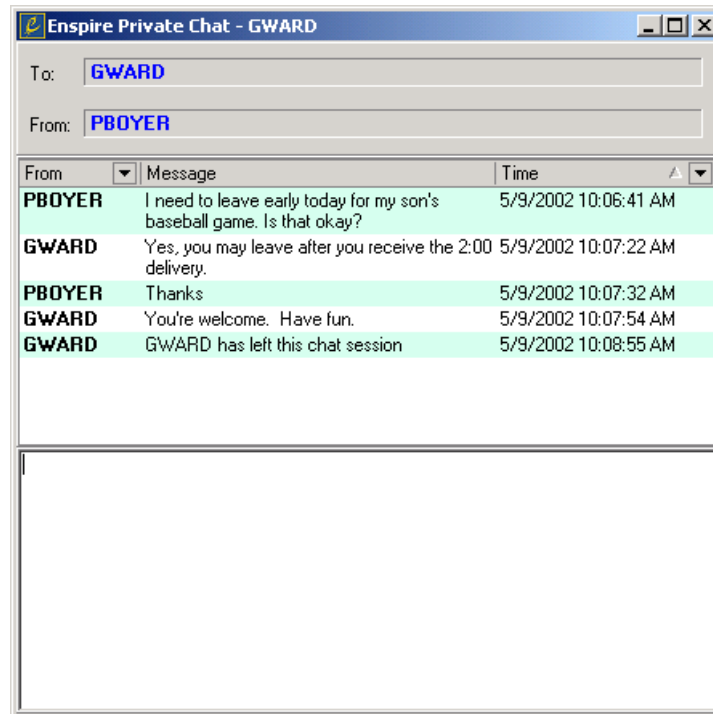 Enspire Private Chat - GWARD
To: GWARD
From: PBOYER
From Message Time
PBOYER I need to leave early today for my son's 5/9/2002 10:06:41 AM
baseball game. Is that okay?
GWARD Yes, you may leave after you receive the 2:00 5/9/2002 10:07:22 AM
delivery.
PBOYER Thanks 5/9/2002 10:07:32 AM
GWARD You're welcome.  Have fun. 5/9/2002 10:07:54 AM
GWARD GWARD has left this chat session 5/9/2002 10:08:55 AM